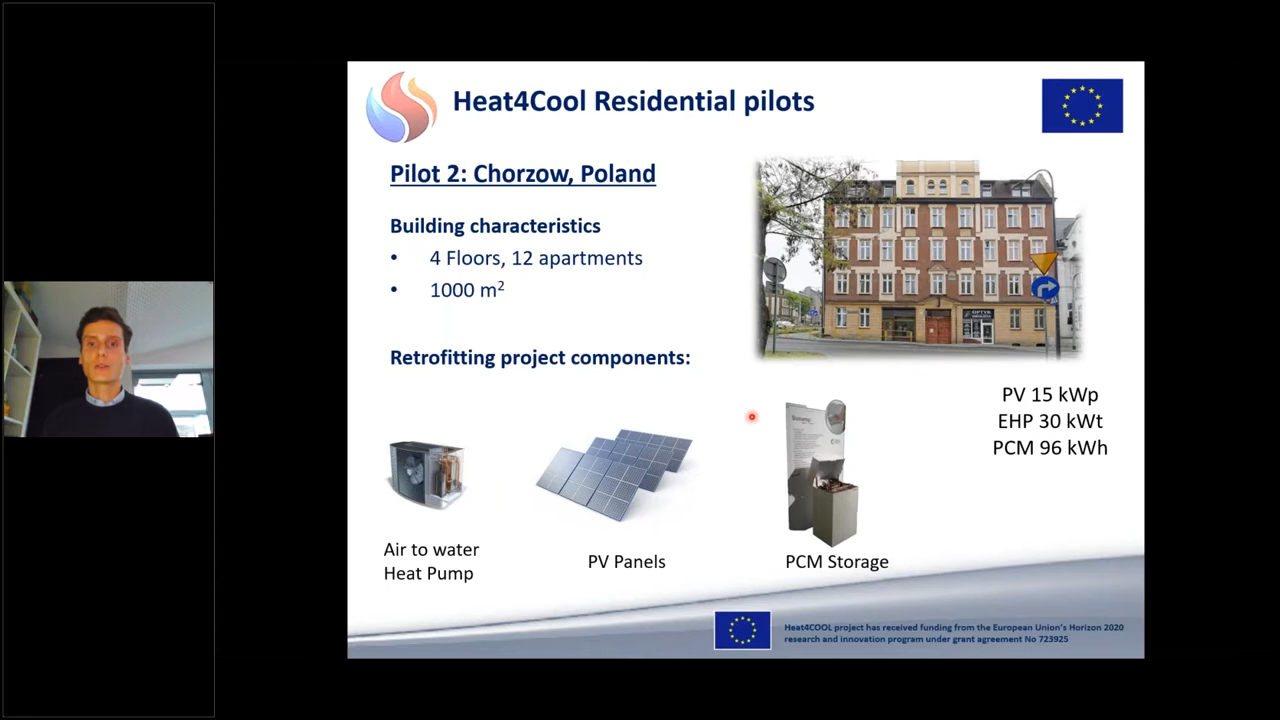 Heat4Cool Residential pilots
Pilot 2: Chorzow, Poland
Building characteristics
• 4 Floors, 12 apartments
• 1000 m²
OPTYK
Retrofitting project components:
PV 15 kWp
EHP 30 kWt
PCM 96 kWh
Air to water
Heat Pump
PV Panels
PCM Storage
Heat4COOL project has received funding from the European Union's Horizon 2020
research and innovation program under grant agreement No 723925